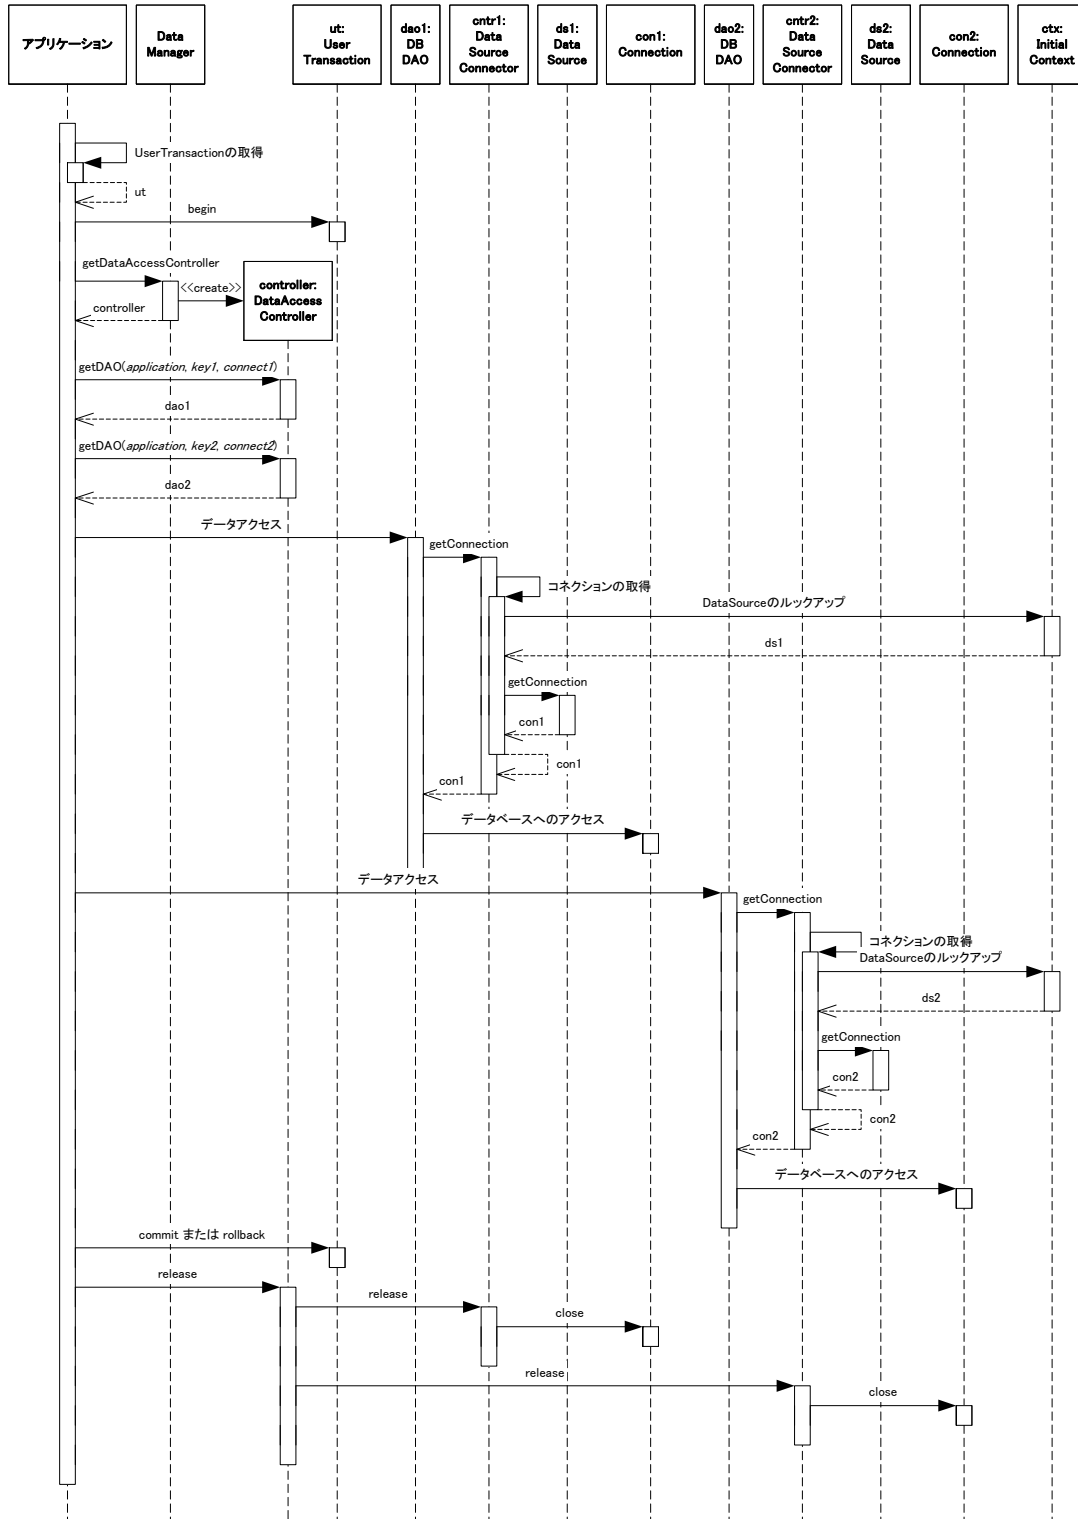 アプリケーション
Data
Manager
ut:
User
Transaction
dao1:
DB
DAO
cntr1:
Data
Source
Connector
ds1:
Data
Source
con1:
Connection
dao2:
DB
DAO
cntr2:
Data
Source
Connector
ds2:
Data
Source
con2:
Connection
ctx:
Initial
Context
UserTransactionの取得
ut
begin
getDataAccessController
<<create>>
controller:
DataAccess
Controller
controller
getDAO(application, key1, connect1)
dao1
getDAO(application, key2, connect2)
dao2
データアクセス
getConnection
コネクションの取得
DataSourceのルックアップ
ds1
getConnection
con1
con1
con1
データベースへのアクセス
データアクセス
getConnection
コネクションの取得
DataSourceのルックアップ
ds2
getConnection
con2
con2
con2
データベースへのアクセス
commit または rollback
release
release
close
release
close